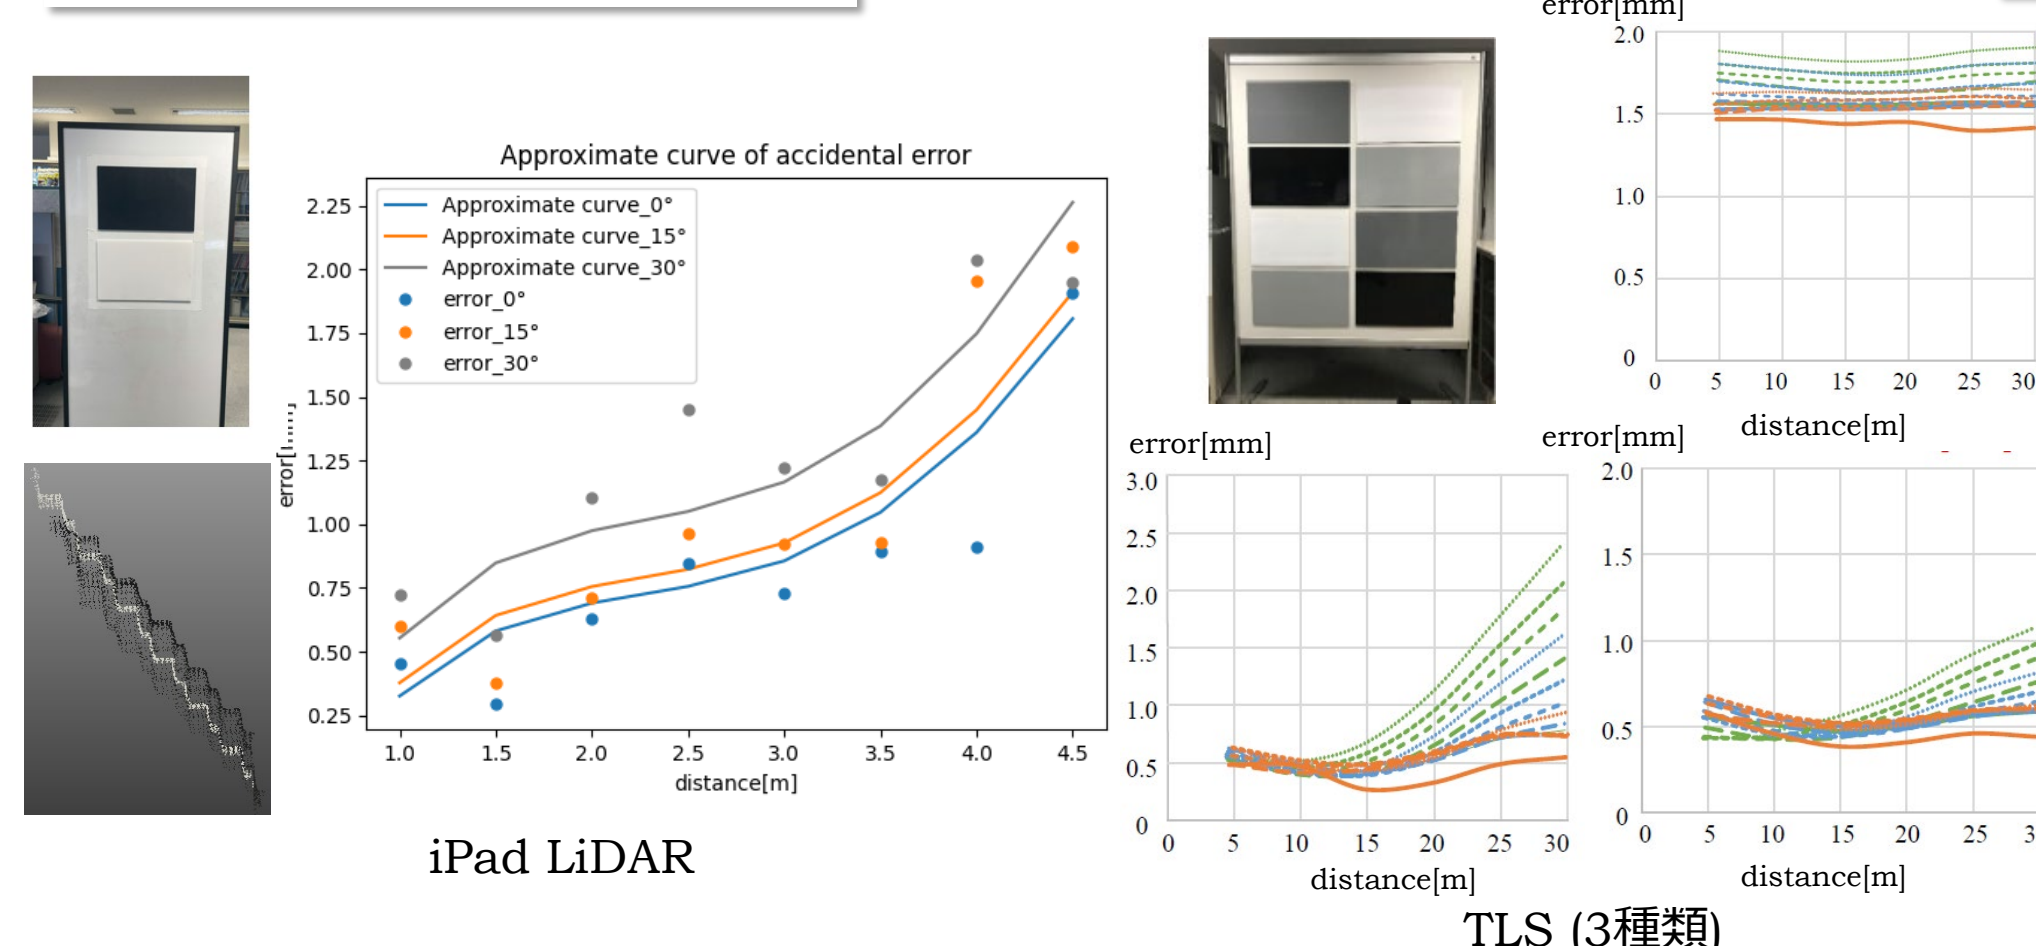 Approximate curve of accidental error
Approximate curve_0°
Approximate curve_15°
Approximate curve_30°
error_0°
error_15°
error_30°
2.25
2.00
1.75
1.50
1.25
1.00
0.75
0.50
0.25
1.0 1.5 2.0 2.5 3.0 3.5 4.0 4.5
distance[m]
iPad LiDAR
error[mm]
2.0
1.5
1.0
0.5
0
0 5 10 15 20 25 30
distance[m]
error[mm]
3.0
2.5
2.0
1.5
1.0
0.5
0
0 5 10 15 20 25 30
distance[m]
error[mm]
2.0
1.5
1.0
0.5
0
0 5 10 15 20 25
distance[m]
TLS (3種類)